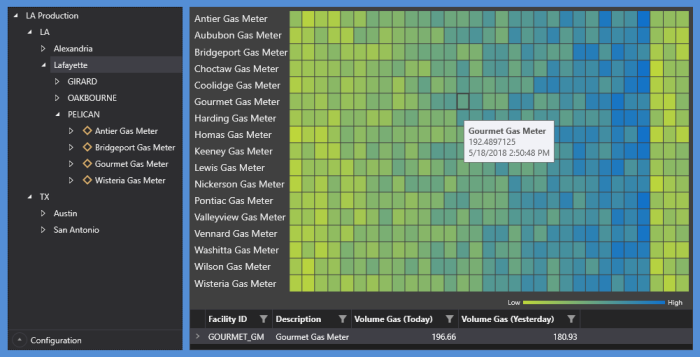 LA Production
LA
Alexandria
Lafayette
GIRARD
OAKBOURNE
PELICAN
Antier Gas Meter
Bridgeport Gas Meter
Gourmet Gas Meter
Wisteria Gas Meter
TX
Austin
San Antonio
Configuration
Antier Gas Meter
Aububon Gas Meter
Bridgeport Gas Meter
Choctaw Gas Meter
Coolidge Gas Meter
Gourmet Gas Meter
Harding Gas Meter
Homas Gas Meter
Keeney Gas Meter
Lewis Gas Meter
Nickerson Gas Meter
Pontiac Gas Meter
Valleyview Gas Meter
Vennard Gas Meter
Washitta Gas Meter
Wilson Gas Meter
Wisteria Gas Meter
Gourmet Gas Meter
192.4897125
5/18/2018 2:50:48 PM
Low High
Facility ID Description Volume Gas (Today) Volume Gas (Yesterday)
GOURMET_GM Gourmet Gas Meter 196.66 180.93